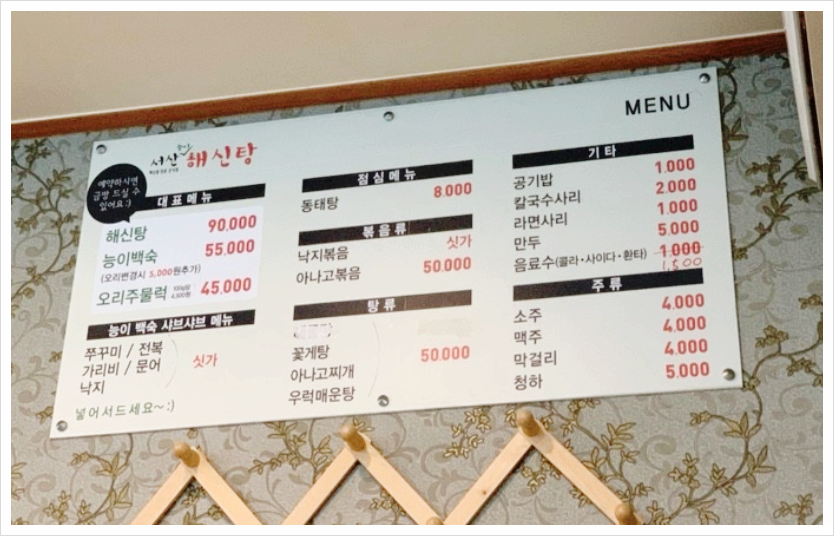 MENU
서산
해신탕
예약하시면
금방 드실 수
있어요 :)
대표메뉴
해신탕 90,000
능이백숙 55,000
(오리변경시 5,000원추가)
오리주물럭 45,000
능이 백숙 샤브샤브 메뉴
쭈꾸미 / 전복
가리비 / 문어
낙지
싯가
넣어서드세요~:)
점심메뉴
동태탕 8.000
볶음류
낙지볶음 싯가
아나고볶음 50.000
탕류
꽃게탕
아나고찌개
우럭매운탕
50.000
기타
공기밥 1.000
칼국수사리 2.000
라면사리 1.000
만두 5,000
음료수(콜라·사이다·환타) 1.000
1,500
주류
소주 4.000
맥주 4.000
막걸리 4.000
청하 5.000